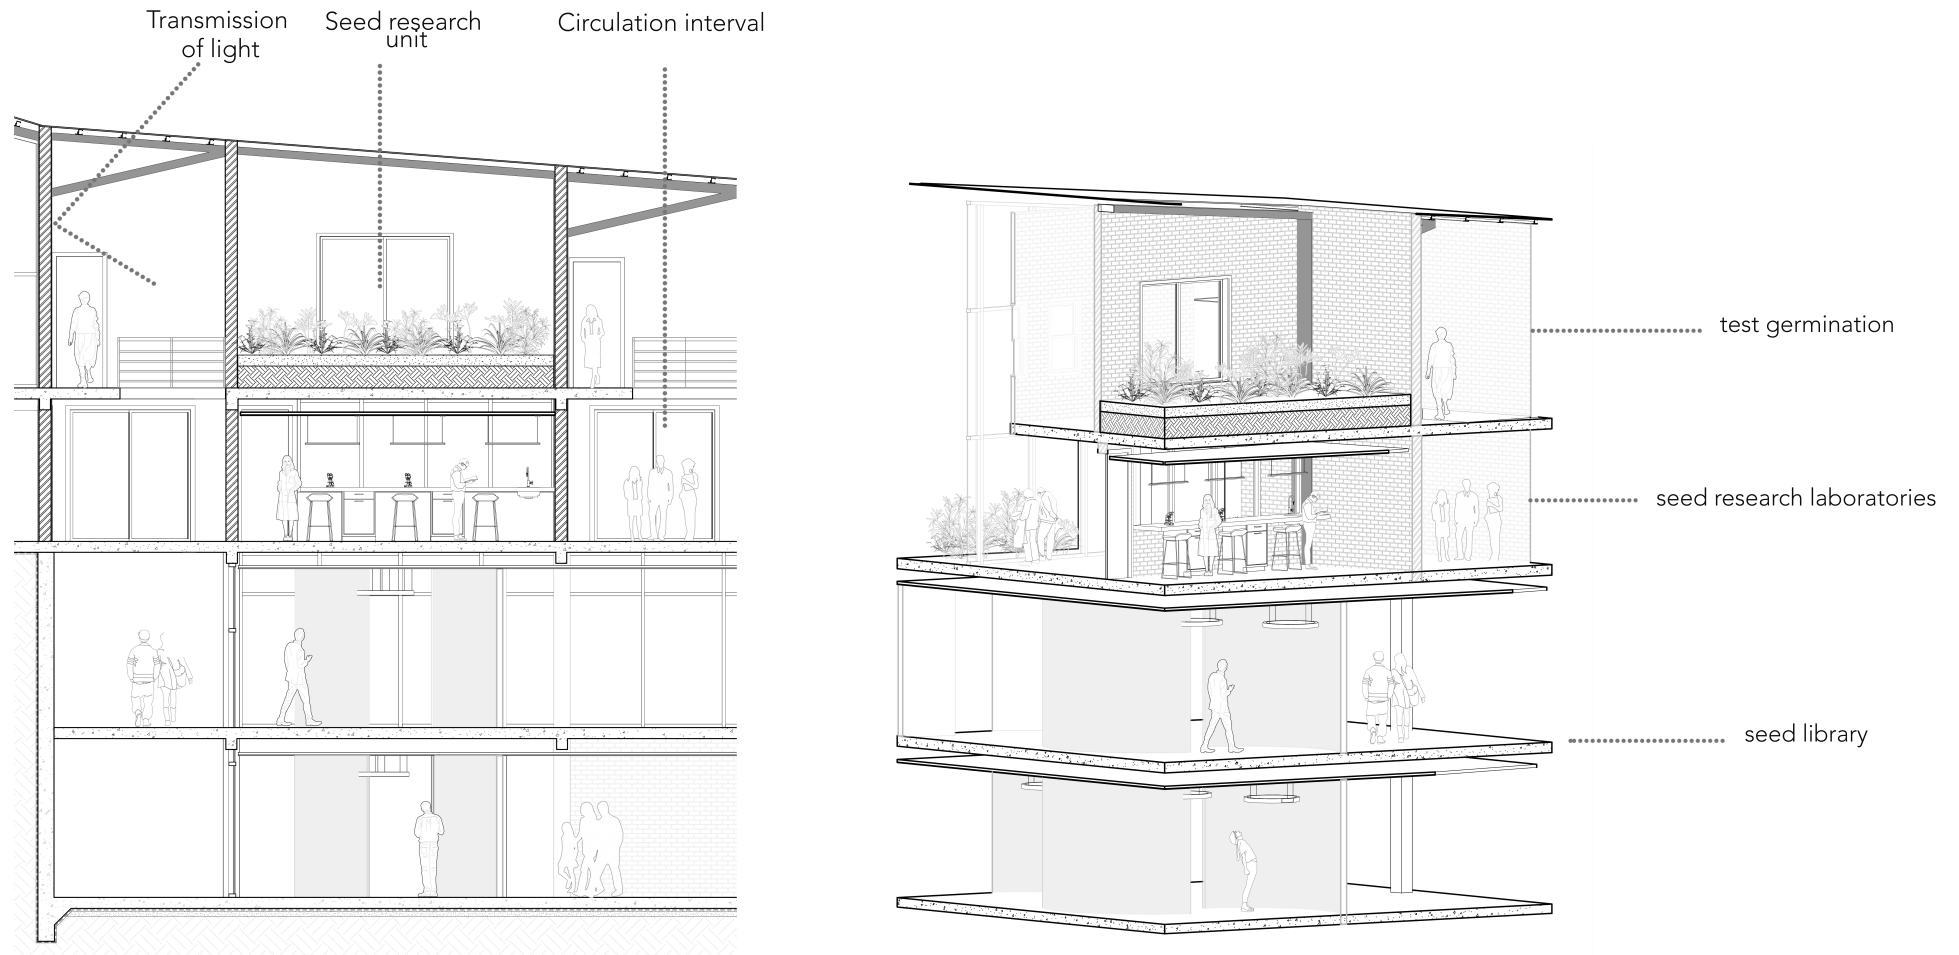 Transmission
of light
Seed research
unit
Circulation interval
test germination
seed research laboratories
seed library